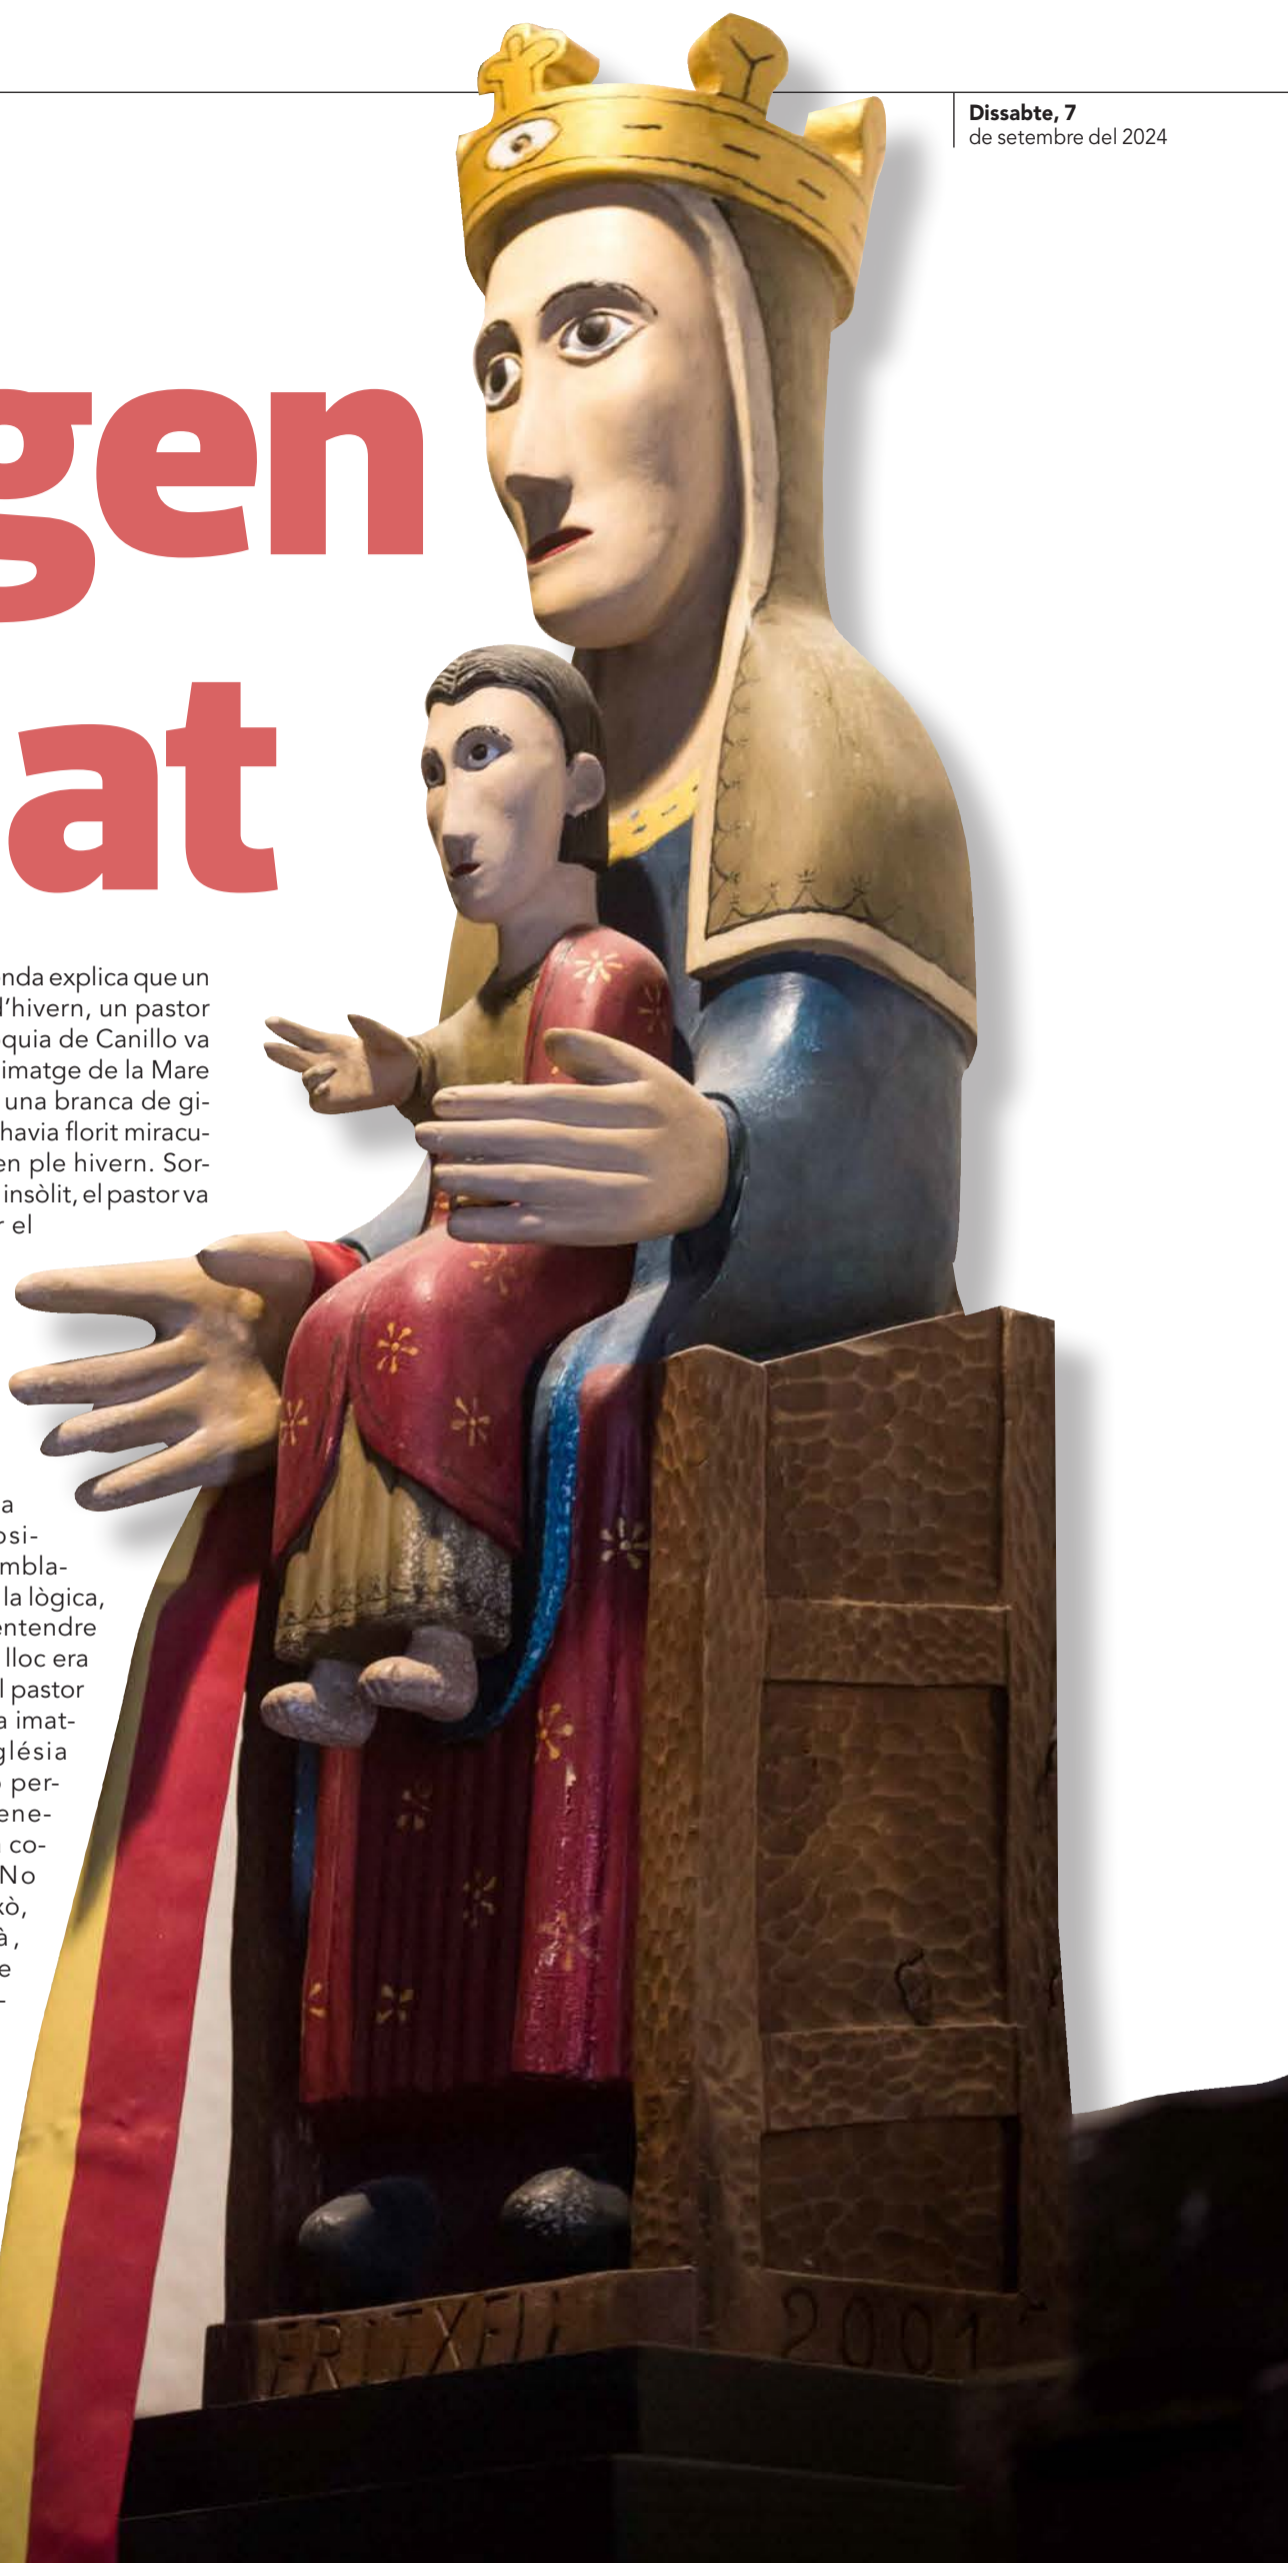 Dissabte, 7
de setembre del 2024
gen
at
nda explica que un
d'hivern, un pastor
quia de Canillo va
imatge de la Mare
una branca de gi-
havia florit miracu-
en ple hivern. Sor-
insòlit, el pastor va
r el
a
osi-
mbla-
la lògica,
entendre
lloc era
l pastor
a imat-
glésia
per-
ene-
co-
No
xò,
à,
e
-
2001